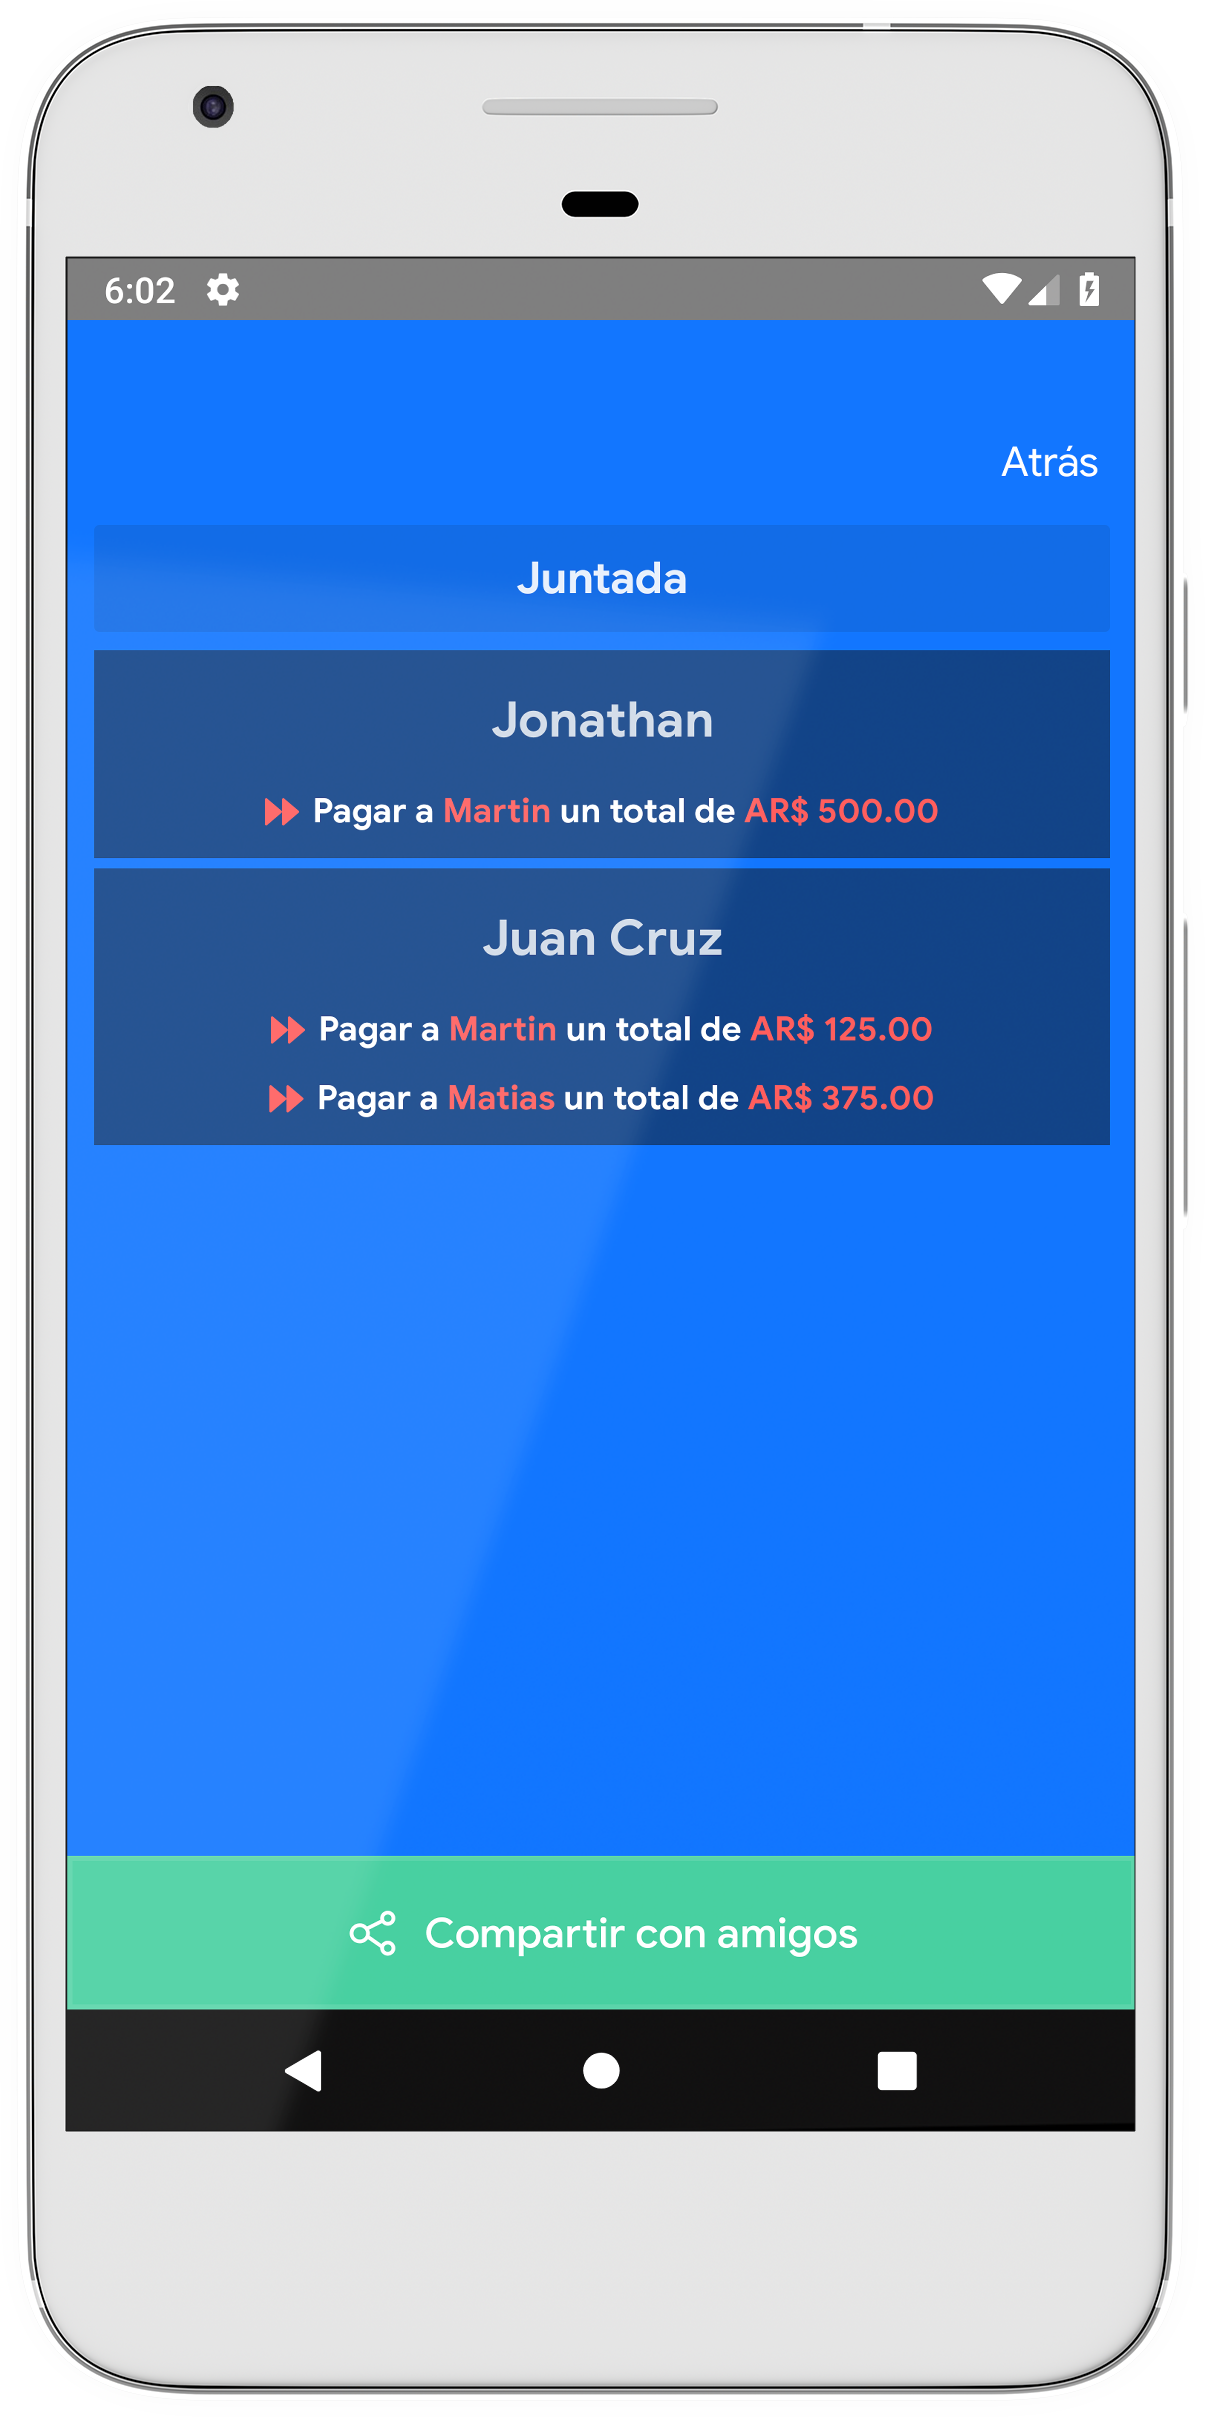 6:02
Atrás
Juntada
Jonathan
Pagar a Martin un total de AR$ 500.00
Juan Cruz
Pagar a Martin un total de AR$ 125.00
Pagar a Matias un total de AR$ 375.00
Compartir con amigos